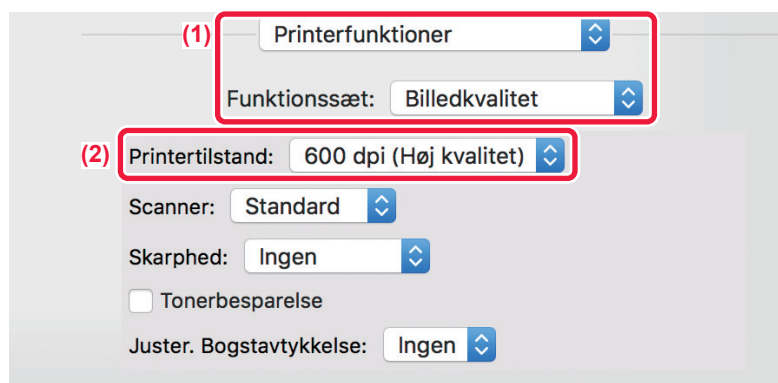 (1) Printerfunktioner
Funktionssæt: Billedkvalitet
(2) Printertilstand: 600 dpi (Høj kvalitet)
Scanner: Standard
Skarphed: Ingen
Tonerbesparelse
Juster. Bogstavtykkelse: Ingen